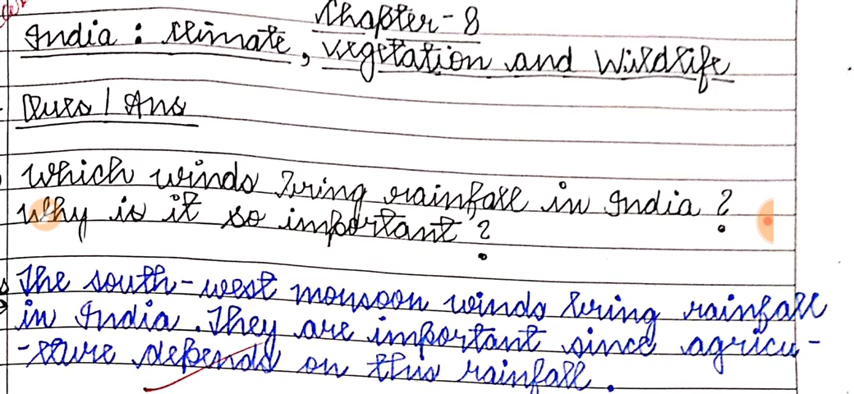 Chapter-8
India : Climate, Vegetation and Wildlife
Ques / Ans
Which winds bring rainfall in India ?
Why is it so important ?
The south-west monsoon winds bring rainfall
in India. They are important since agricu-
-lture depends on this rainfall.